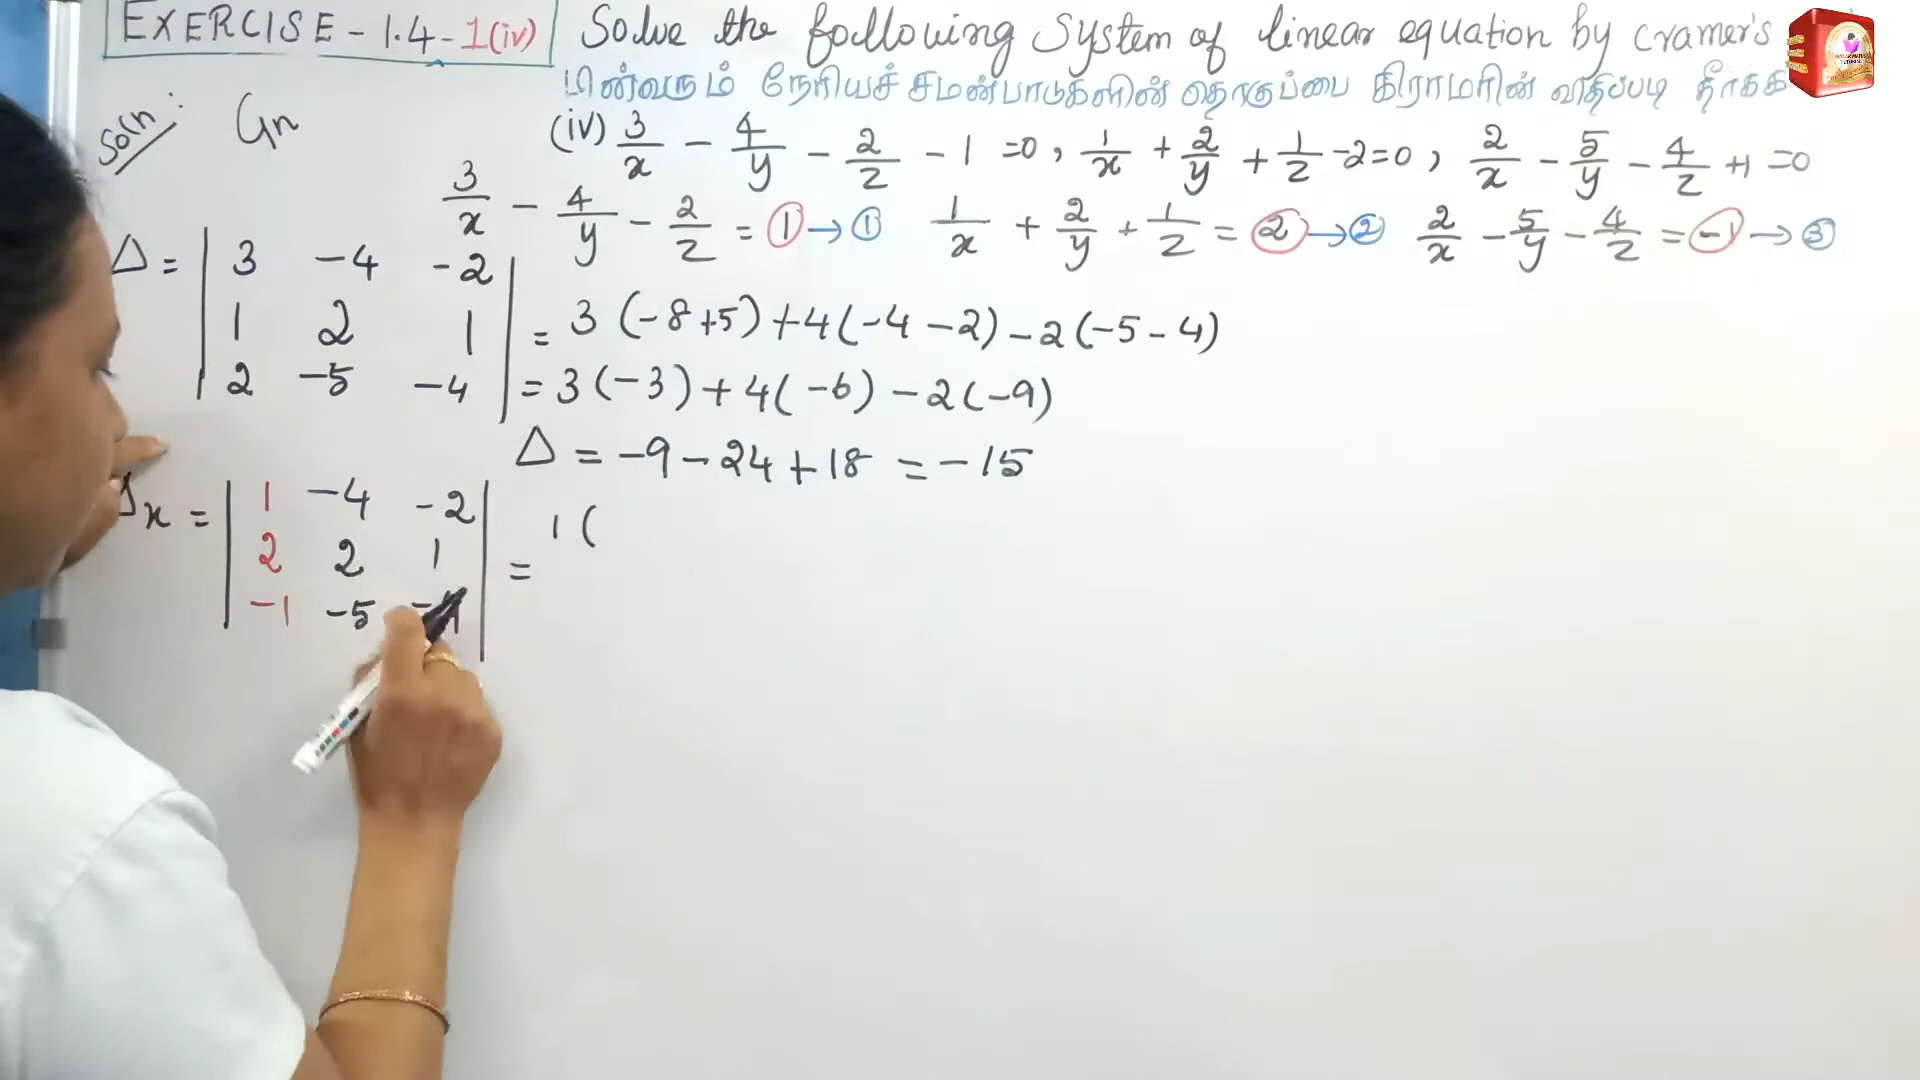 EXERCISE - 1.4 - 1(iv) Solve the following System of linear equation by cramer's
பின்வரும் நேரியச் சமன்பாடுகளின் தொகுப்பை கிராமரின் விதிப்படி தீர்க்க
Soln: Gn (iv) 3/x - 4/y - 2/z - 1 = 0, 1/x + 2/y + 1/z - 2 = 0, 2/x - 5/y - 4/z + 1 = 0
3/x - 4/y - 2/z = 1 → 1 1/x + 2/y + 1/z = 2 → 2 2/x - 5/y - 4/z = -1 → 3
Δ = | 3 -4 -2 |
| 1 2 1 | = 3(-8+5) + 4(-4-2) - 2(-5-4)
| 2 -5 -4 | = 3(-3) + 4(-6) - 2(-9)
Δ = -9 - 24 + 18 = -15
Δx = | 1 -4 -2 | 1(
| 2 2 1 | =
| -1 -5 -4 |